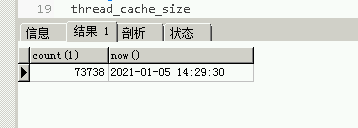 19 thread_cache_size
信息 结果 1 剖析 状态
count(1) now()
73738 2021-01-05 14:29:30